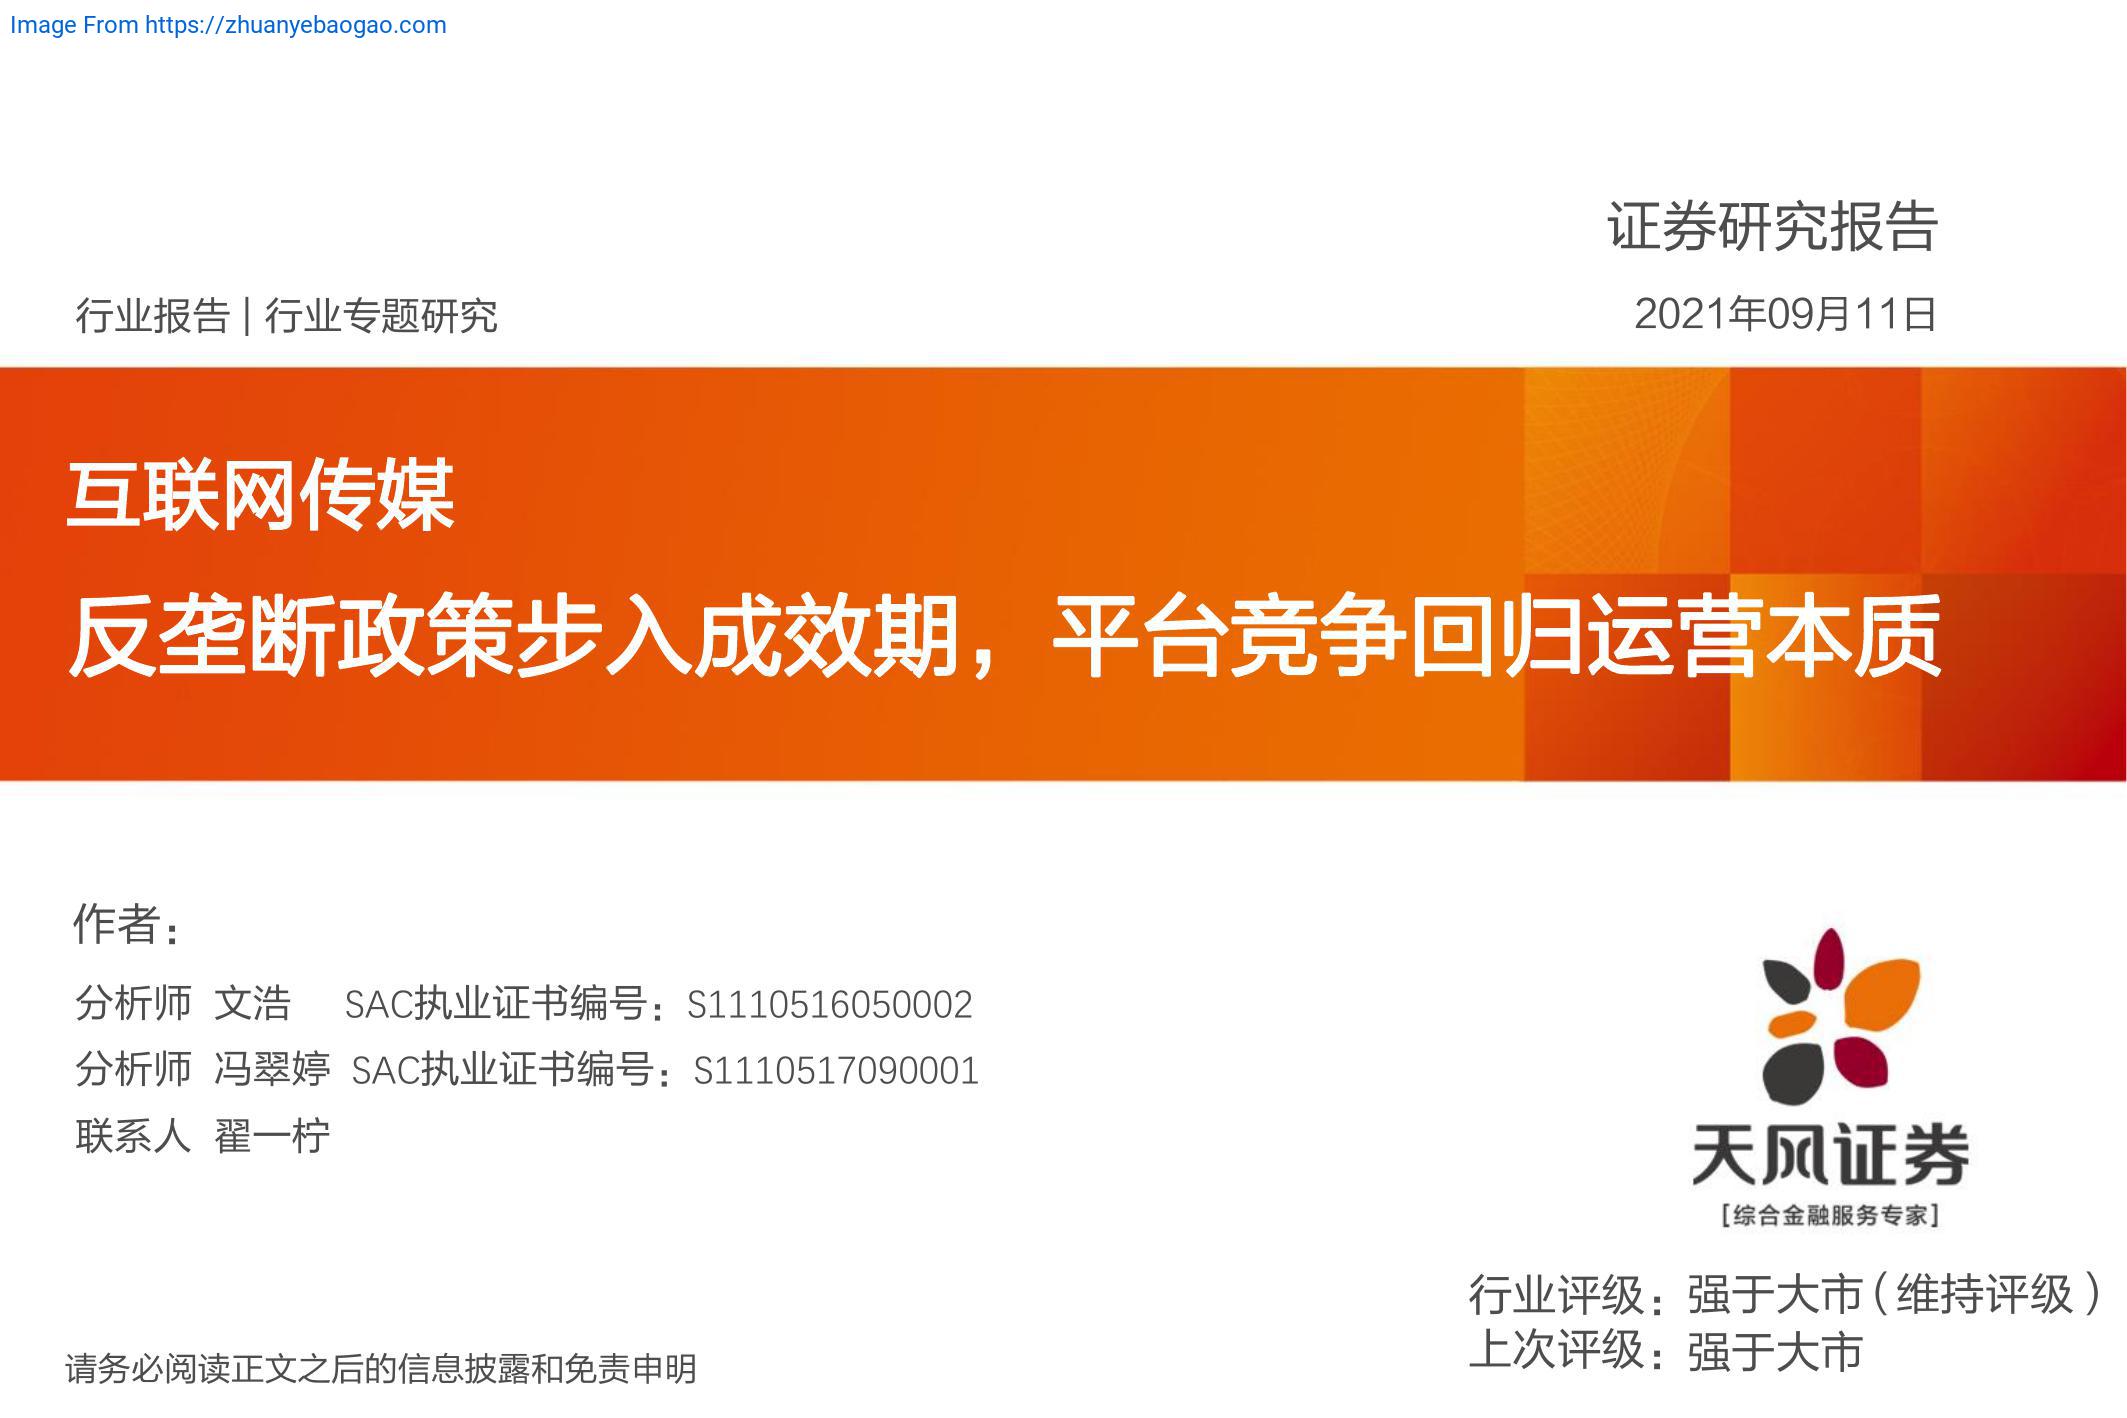 Image From https://zhuanyebaogao.com
证券研究报告
行业报告 | 行业专题研究
2021年09月11日
互联网传媒
反垄断政策步入成效期，平台竞争回归运营本质
作者：
分析师 文浩 SAC执业证书编号：S1110516050002
分析师 冯翠婷 SAC执业证书编号：S1110517090001
联系人 翟一柠
天风证券
[综合金融服务专家]
行业评级：强于大市（维持评级）
上次评级：强于大市
请务必阅读正文之后的信息披露和免责申明